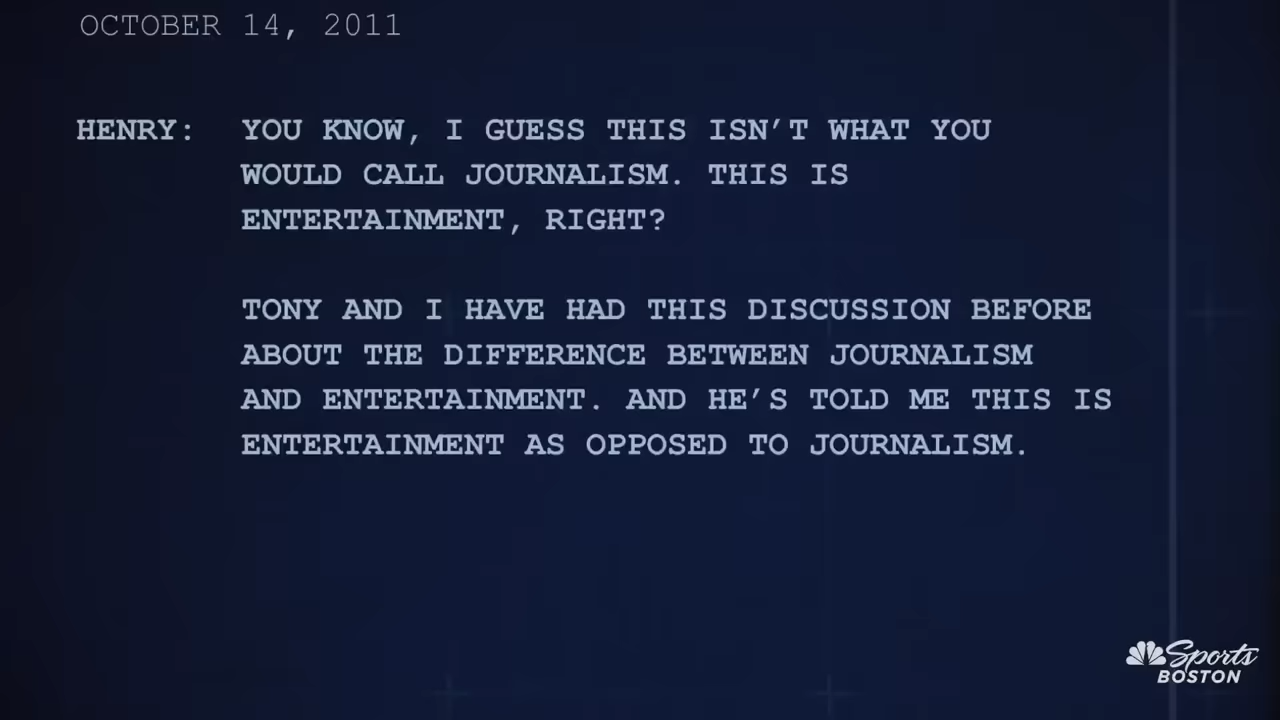 OCTOBER 14, 2011
HENRY: YOU KNOW, I GUESS THIS ISN’T WHAT YOU
WOULD CALL JOURNALISM. THIS IS
ENTERTAINMENT, RIGHT?
TONY AND I HAVE HAD THIS DISCUSSION BEFORE
ABOUT THE DIFFERENCE BETWEEN JOURNALISM
AND ENTERTAINMENT. AND HE’S TOLD ME THIS IS
ENTERTAINMENT AS OPPOSED TO JOURNALISM.
Sports
BOSTON